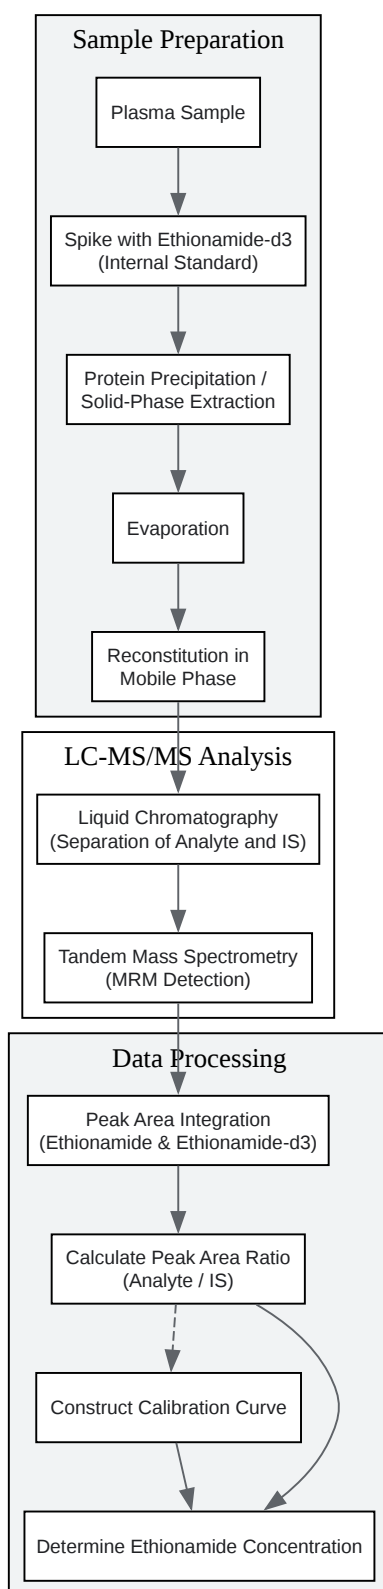 Sample Preparation
Plasma Sample
Spike with Ethionamide-d3
(Internal Standard)
Protein Precipitation /
Solid-Phase Extraction
Evaporation
Reconstitution in
Mobile Phase
LC-MS/MS Analysis
Liquid Chromatography
(Separation of Analyte and IS)
Tandem Mass Spectrometry
(MRM Detection)
Data Processing
Peak Area Integration
(Ethionamide & Ethionamide-d3)
Calculate Peak Area Ratio
(Analyte / IS)
Construct Calibration Curve
Determine Ethionamide Concentration